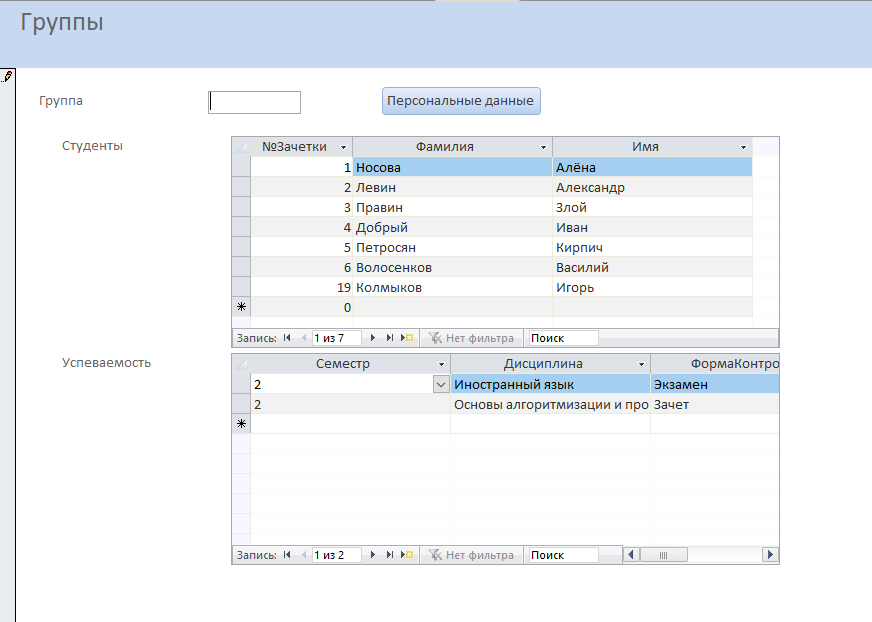 Группы
Группа Персональные данные
Студенты
№Зачетки Фамилия Имя
1 Носова Алёна
2 Левин Александр
3 Правин Злой
4 Добрый Иван
5 Петросян Кирпич
6 Волосенков Василий
19 Колмыков Игорь
0
Запись: 1 из 7 Нет фильтра Поиск
Успеваемость
Семестр Дисциплина ФормаКонтро
2 Иностранный язык Экзамен
2 Основы алгоритмизации и про Зачет
Запись: 1 из 2 Нет фильтра Поиск